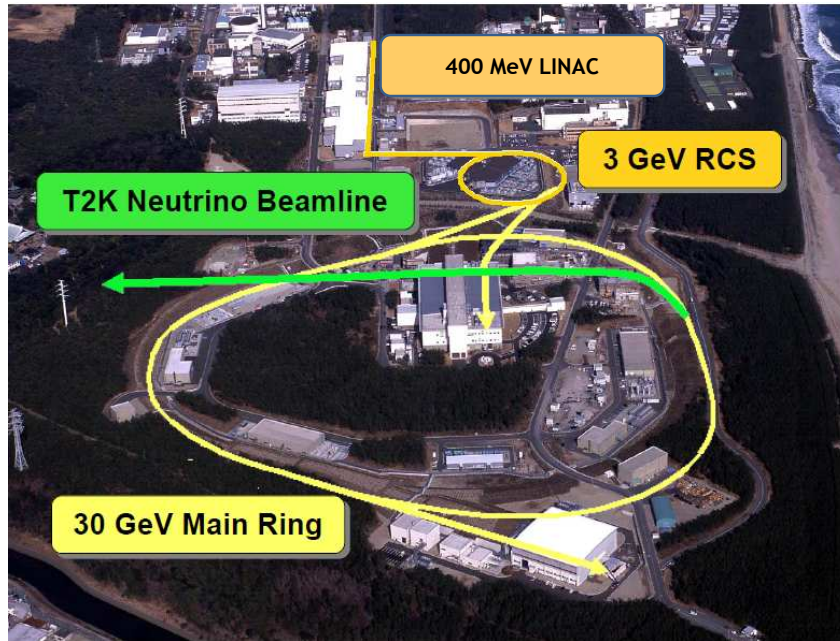 400 MeV LINAC
3 GeV RCS
T2K Neutrino Beamline
30 GeV Main Ring